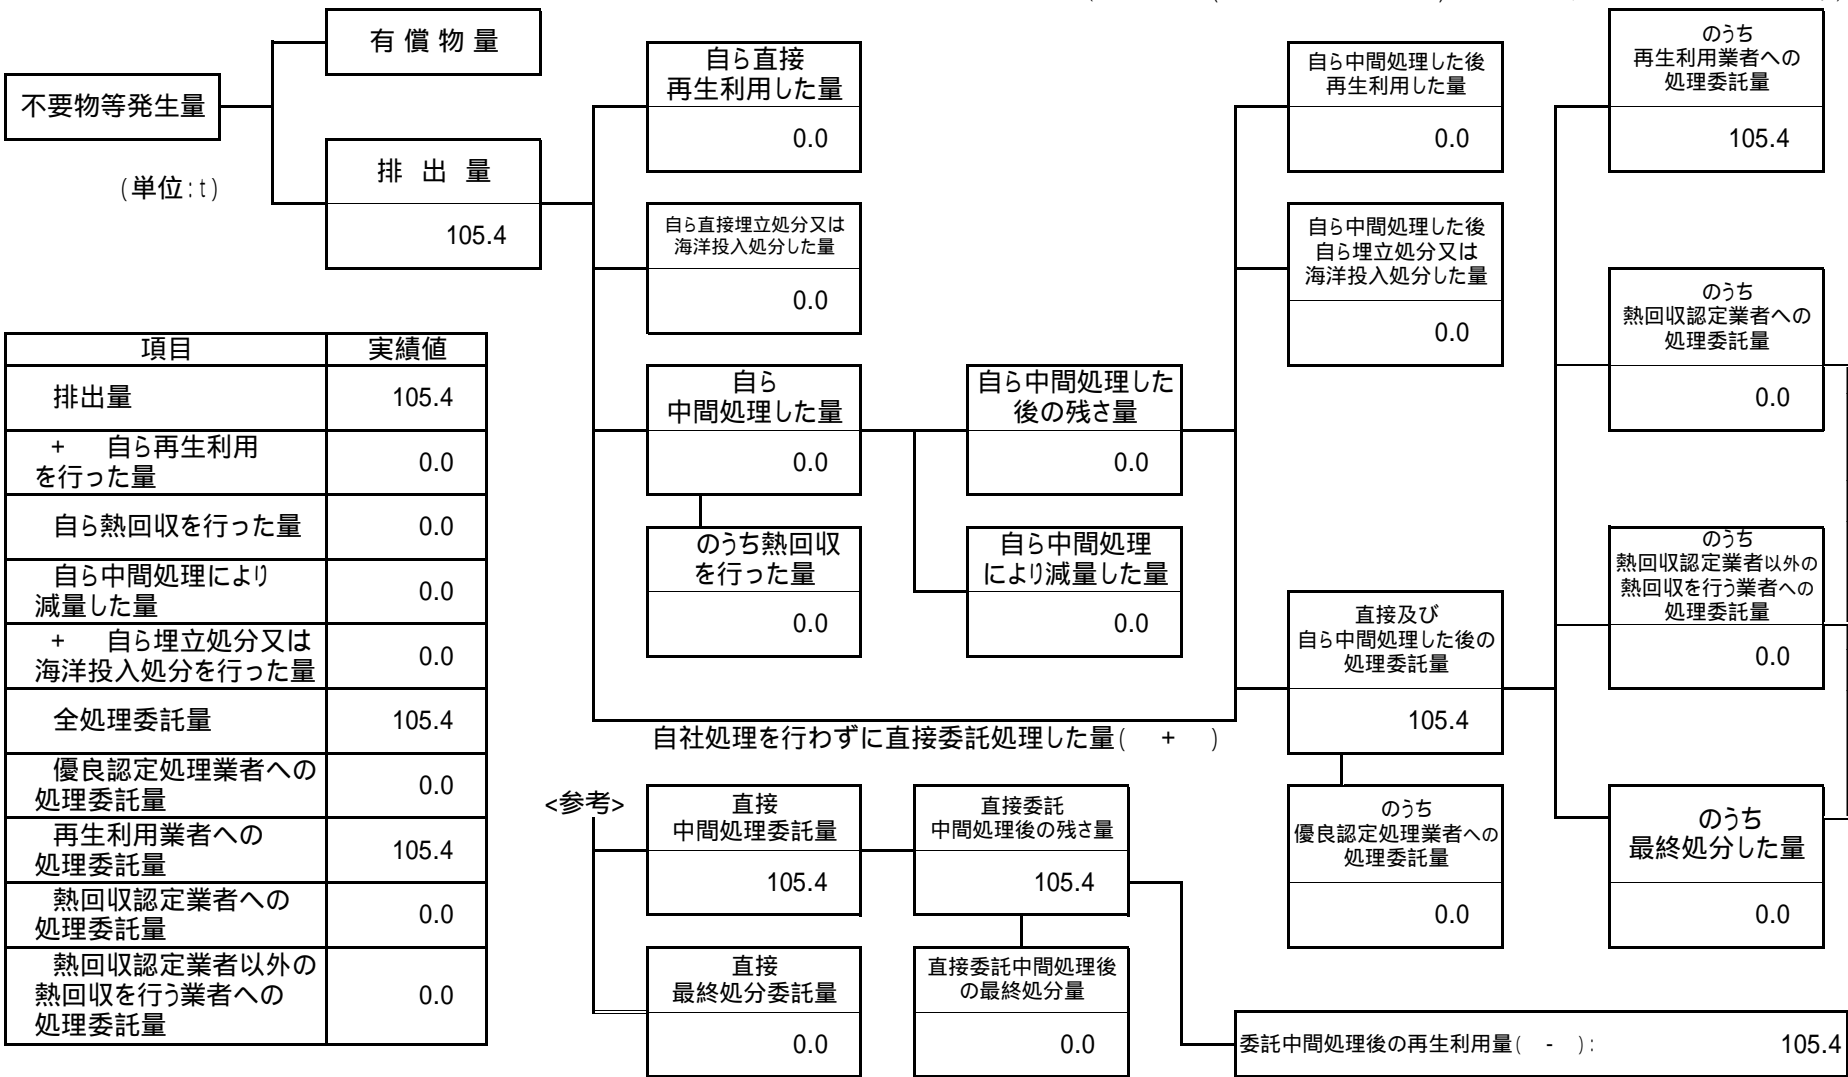 有償物量
不要物等発生量
(単位:t)
排出量
105.4
自ら直接
再生利用した量
0.0
自ら直接埋立処分又は
海洋投入処分した量
0.0
自ら
中間処理した量
0.0
のうち熱回収
を行った量
0.0
自ら中間処理した
後の残さ量
0.0
自ら中間処理
により減量した量
0.0
自ら中間処理した後
再生利用した量
0.0
自ら中間処理した後
自ら埋立処分又は
海洋投入処分した量
0.0
直接及び
自ら中間処理した後の
処理委託量
105.4
のうち
優良認定処理業者への
処理委託量
0.0
のうち
再生利用業者への
処理委託量
105.4
のうち
熱回収認定業者への
処理委託量
0.0
のうち
熱回収認定業者以外の
熱回収を行う業者への
処理委託量
0.0
のうち
最終処分した量
0.0
自社処理を行わずに直接委託処理した量( + )
<参考>
直接
中間処理委託量
105.4
直接委託
中間処理後の残さ量
105.4
直接
最終処分委託量
0.0
直接委託中間処理後
の最終処分量
0.0
委託中間処理後の再生利用量( - ): 105.4
項目 実績値
排出量 105.4
+ 自ら再生利用
を行った量 0.0
自ら熱回収を行った量 0.0
自ら中間処理により
減量した量 0.0
+ 自ら埋立処分又は
海洋投入処分を行った量 0.0
全処理委託量 105.4
優良認定処理業者への
処理委託量 0.0
再生利用業者への
処理委託量 105.4
熱回収認定業者への
処理委託量 0.0
熱回収認定業者以外の
熱回収を行う業者への
処理委託量 0.0